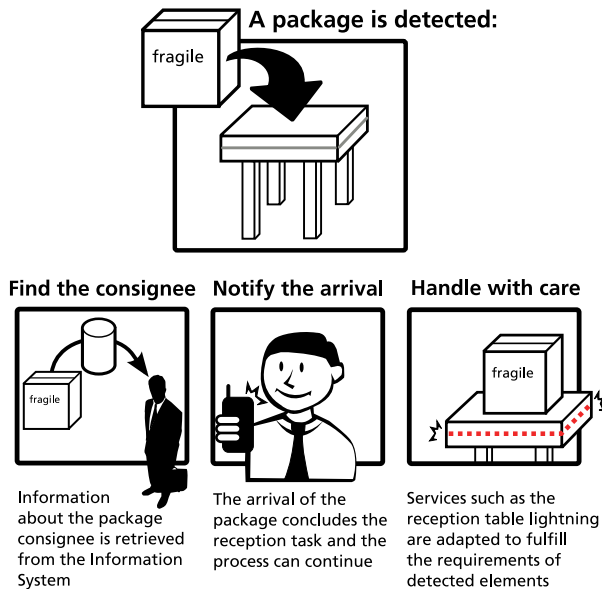 A package is detected:
fragile
Find the consignee
fragile
Information
about the package
consignee is retrieved
from the Information
System
Notify the arrival
The arrival of the
package concludes the
reception task and the
process can continue
Handle with care
fragile
Services such as the
reception table lightning
are adapted to fulfill
the requirements of
detected elements